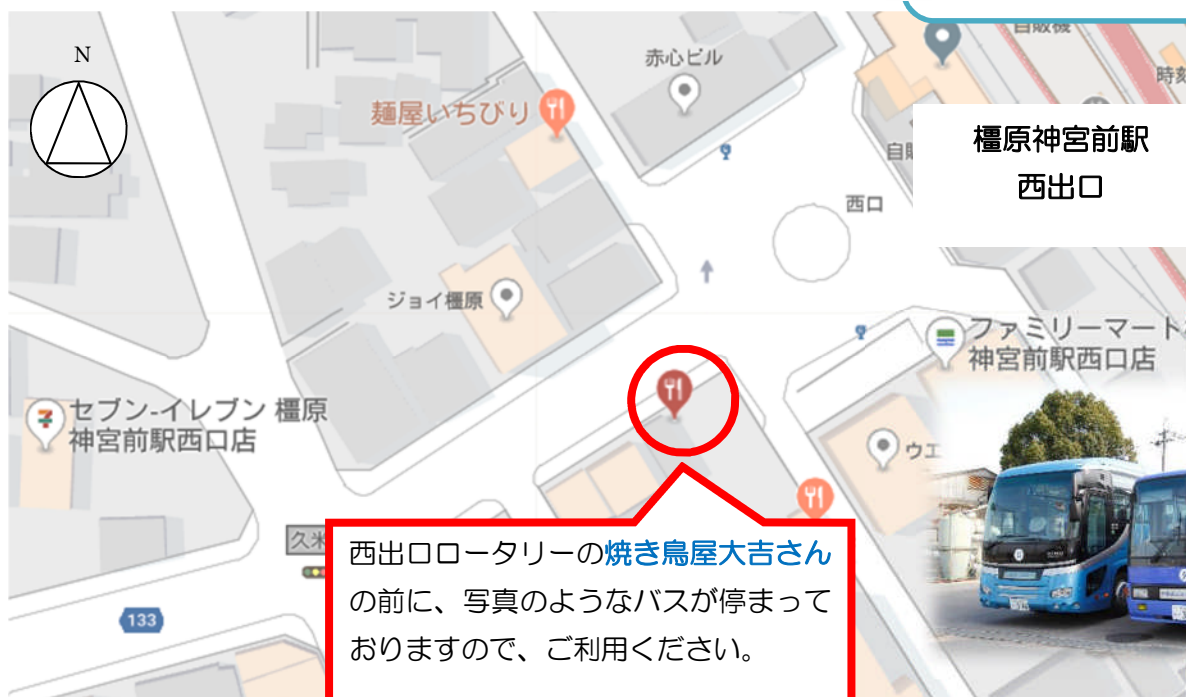 自販機
N
赤心ビル
時刻
麺屋いちびり
橿原神宮前駅
西出口
自販
西口
ジョイ橿原
ファミリーマート
神宮前駅西口店
セブン-イレブン 橿原
神宮前駅西口店
ウエ
久米
西出口ロータリーの焼き鳥屋大吉さん
の前に、写真のようなバスが停まって
おりますので、ご利用ください。
133